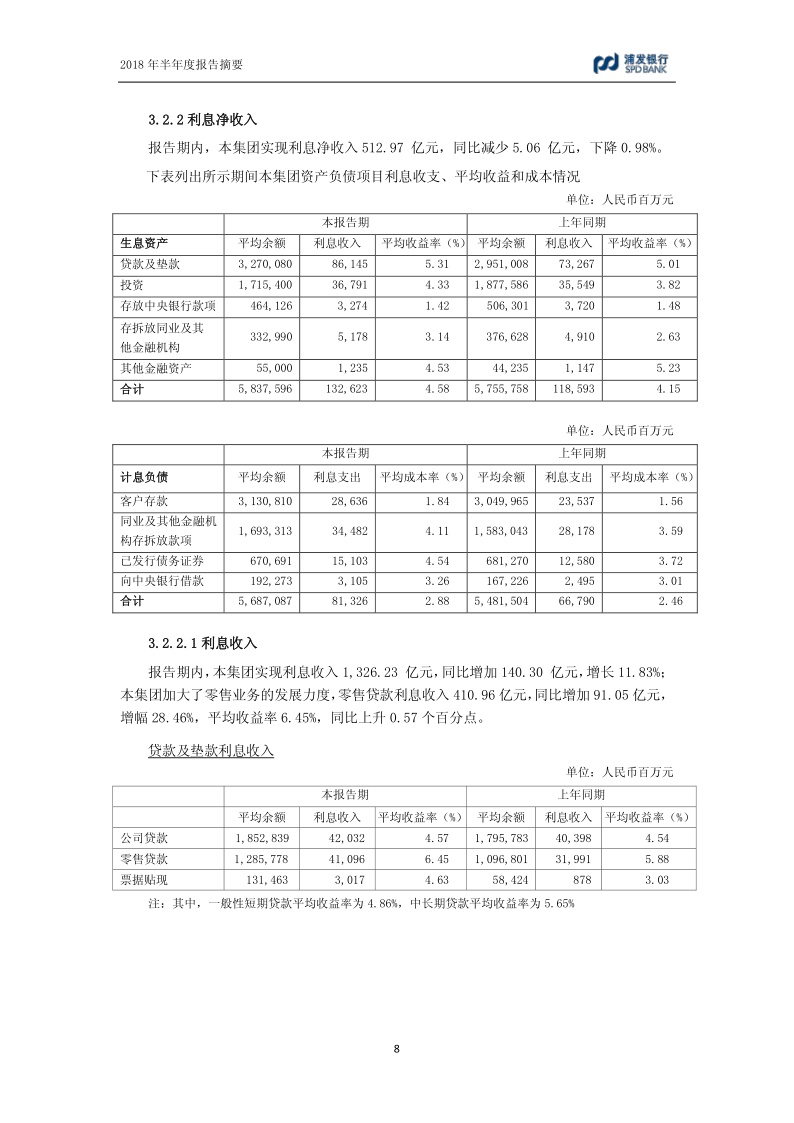 2018 年半年度报告摘要
浦发银行
SPD BANK
3.2.2 利息净收入
报告期内，本集团实现利息净收入 512.97 亿元，同比减少 5.06 亿元，下降 0.98%。
下表列出所示期间本集团资产负债项目利息收支、平均收益和成本情况
单位：人民币百万元
本报告期 上年同期
生息资产 平均余额 利息收入 平均收益率（%） 平均余额 利息收入 平均收益率（%）
贷款及垫款 3,270,080 86,145 5.31 2,951,008 73,267 5.01
投资 1,715,400 36,791 4.33 1,877,586 35,549 3.82
存放中央银行款项 464,126 3,274 1.42 506,301 3,720 1.48
存拆放同业及其
他金融机构 332,990 5,178 3.14 376,628 4,910 2.63
其他金融资产 55,000 1,235 4.53 44,235 1,147 5.23
合计 5,837,596 132,623 4.58 5,755,758 118,593 4.15
单位：人民币百万元
本报告期 上年同期
计息负债 平均余额 利息支出 平均成本率（%） 平均余额 利息支出 平均成本率（%）
客户存款 3,130,810 28,636 1.84 3,049,965 23,537 1.56
同业及其他金融机
构存拆放款项 1,693,313 34,482 4.11 1,583,043 28,178 3.59
已发行债务证券 670,691 15,103 4.54 681,270 12,580 3.72
向中央银行借款 192,273 3,105 3.26 167,226 2,495 3.01
合计 5,687,087 81,326 2.88 5,481,504 66,790 2.46
3.2.2.1 利息收入
报告期内，本集团实现利息收入 1,326.23 亿元，同比增加 140.30 亿元，增长 11.83%；
本集团加大了零售业务的发展力度，零售贷款利息收入 410.96 亿元，同比增加 91.05 亿元，
增幅 28.46%，平均收益率 6.45%，同比上升 0.57 个百分点。
贷款及垫款利息收入
单位：人民币百万元
本报告期 上年同期
平均余额 利息收入 平均收益率（%） 平均余额 利息收入 平均收益率（%）
公司贷款 1,852,839 42,032 4.57 1,795,783 40,398 4.54
零售贷款 1,285,778 41,096 6.45 1,096,801 31,991 5.88
票据贴现 131,463 3,017 4.63 58,424 878 3.03
注：其中，一般性短期贷款平均收益率为 4.86%，中长期贷款平均收益率为 5.65%
8